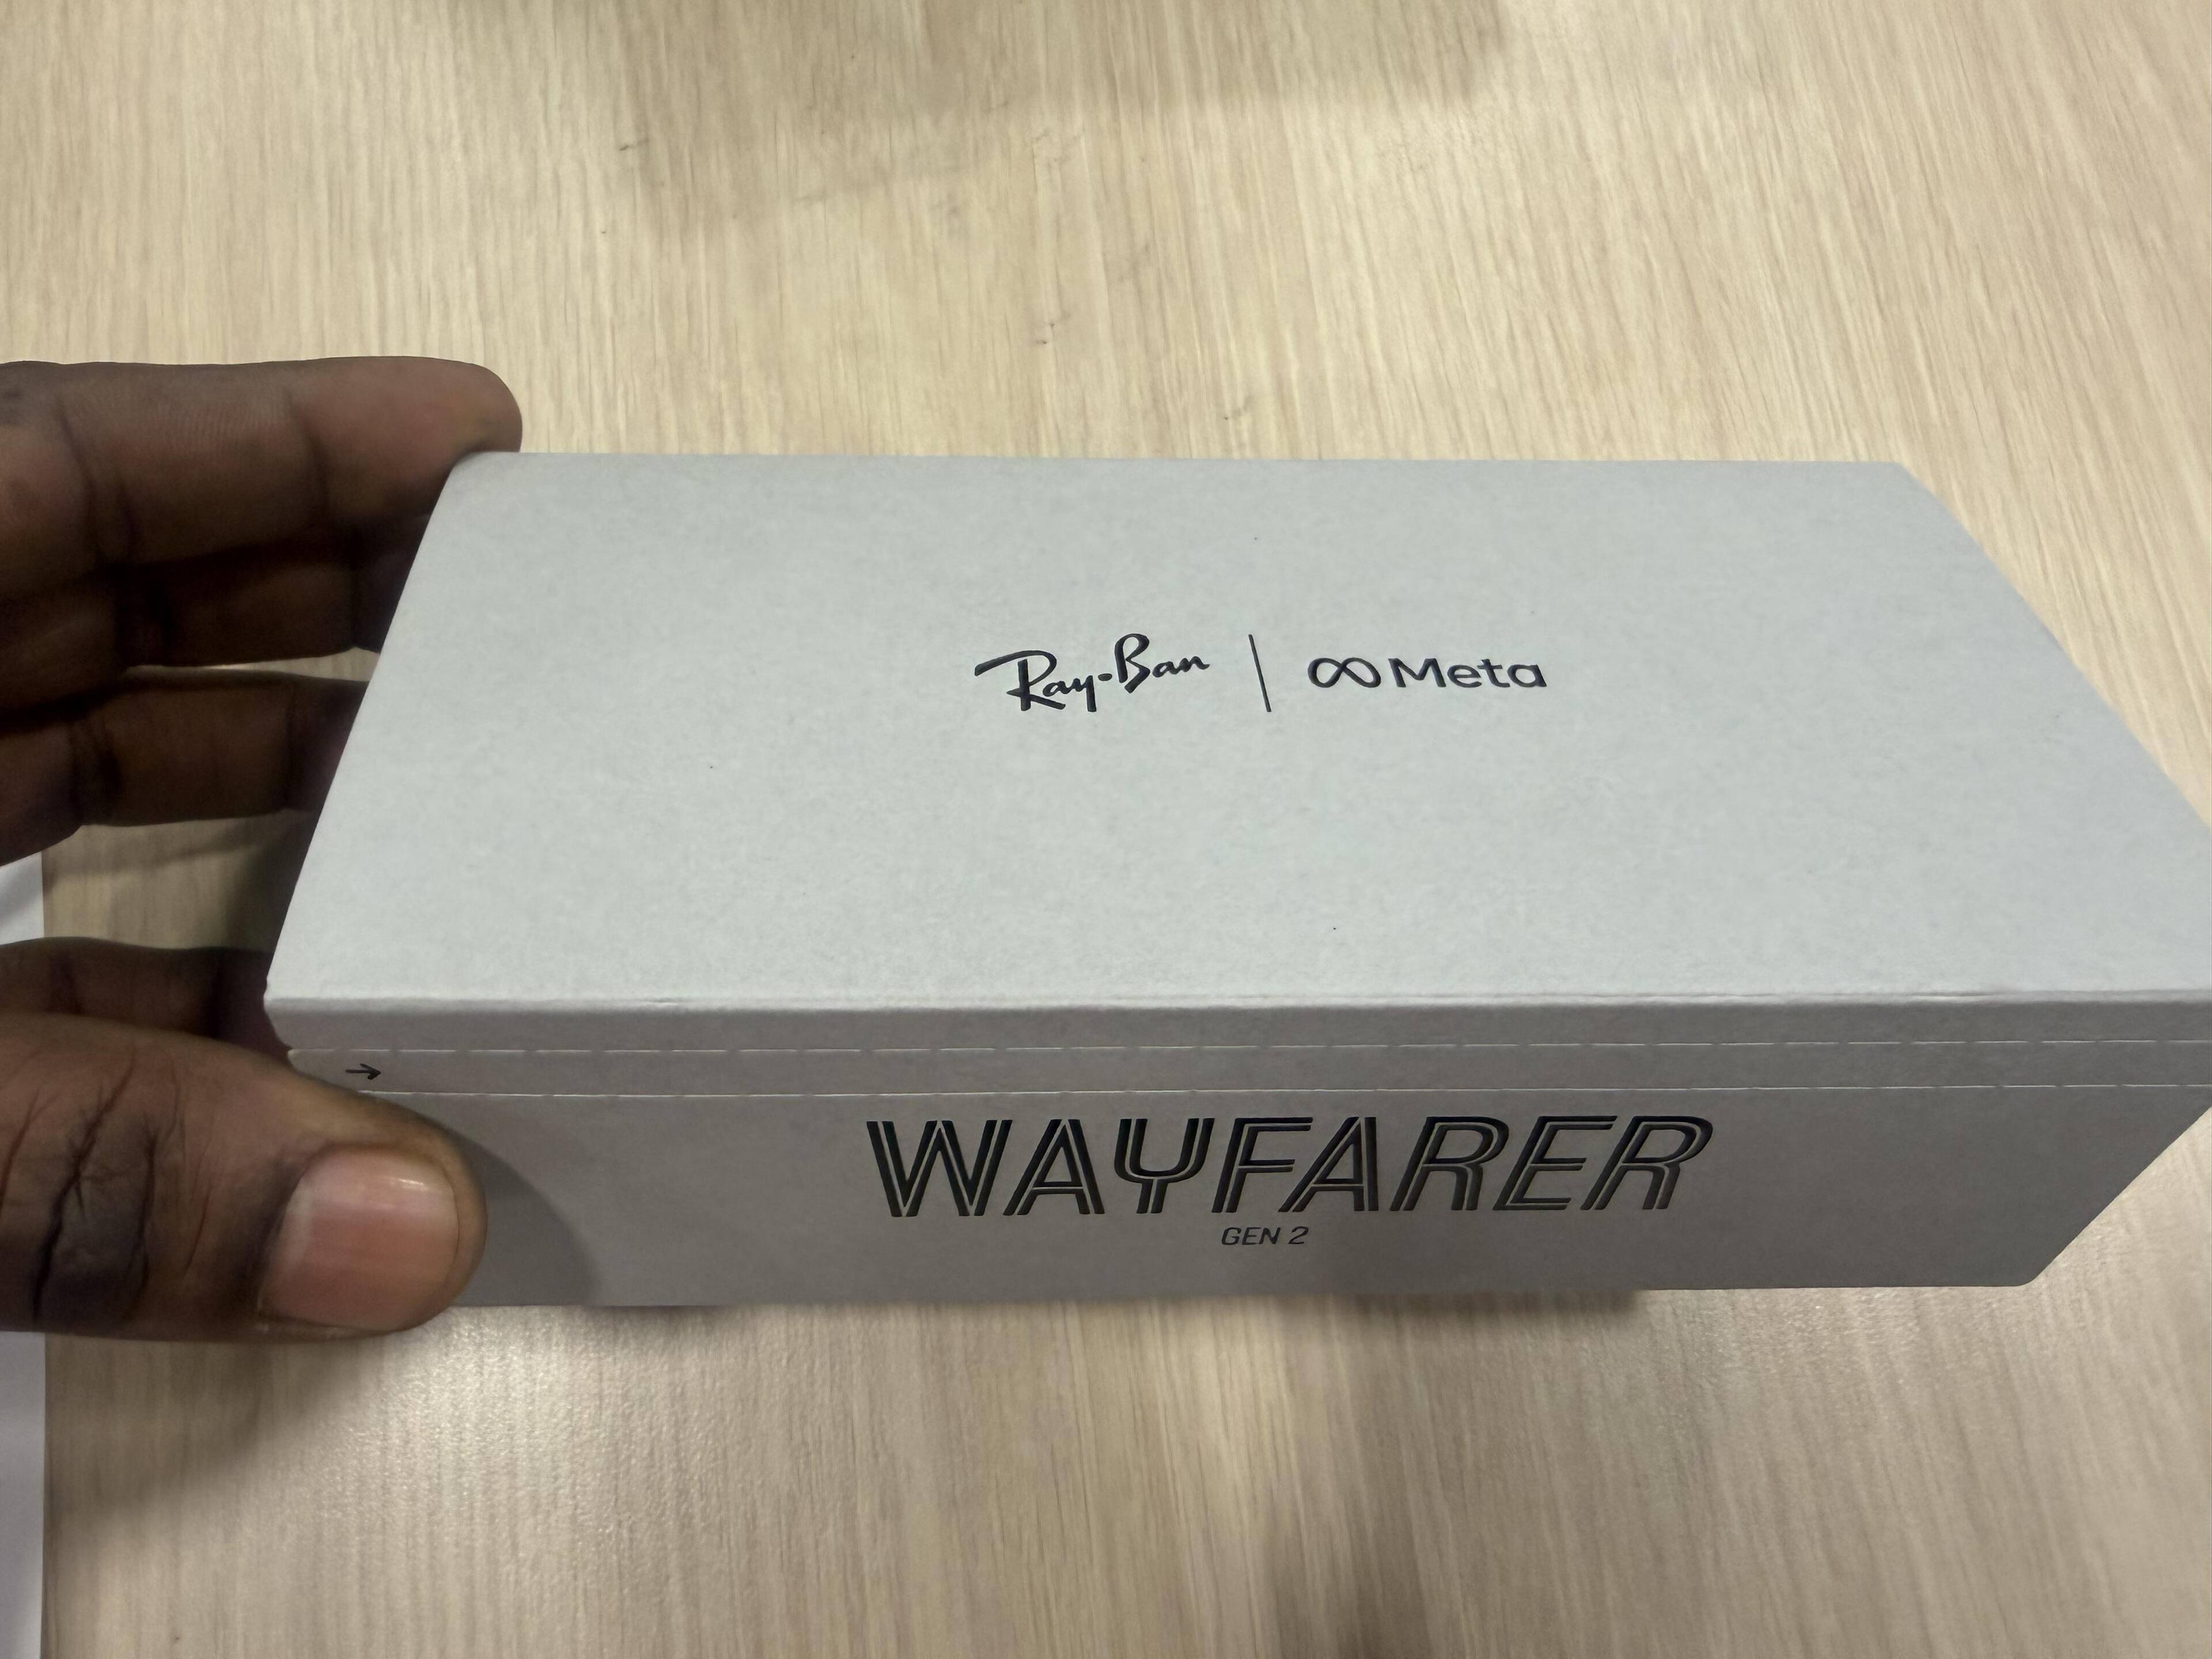 Ray-Ban | Meta
→
WAYFARER
GEN 2